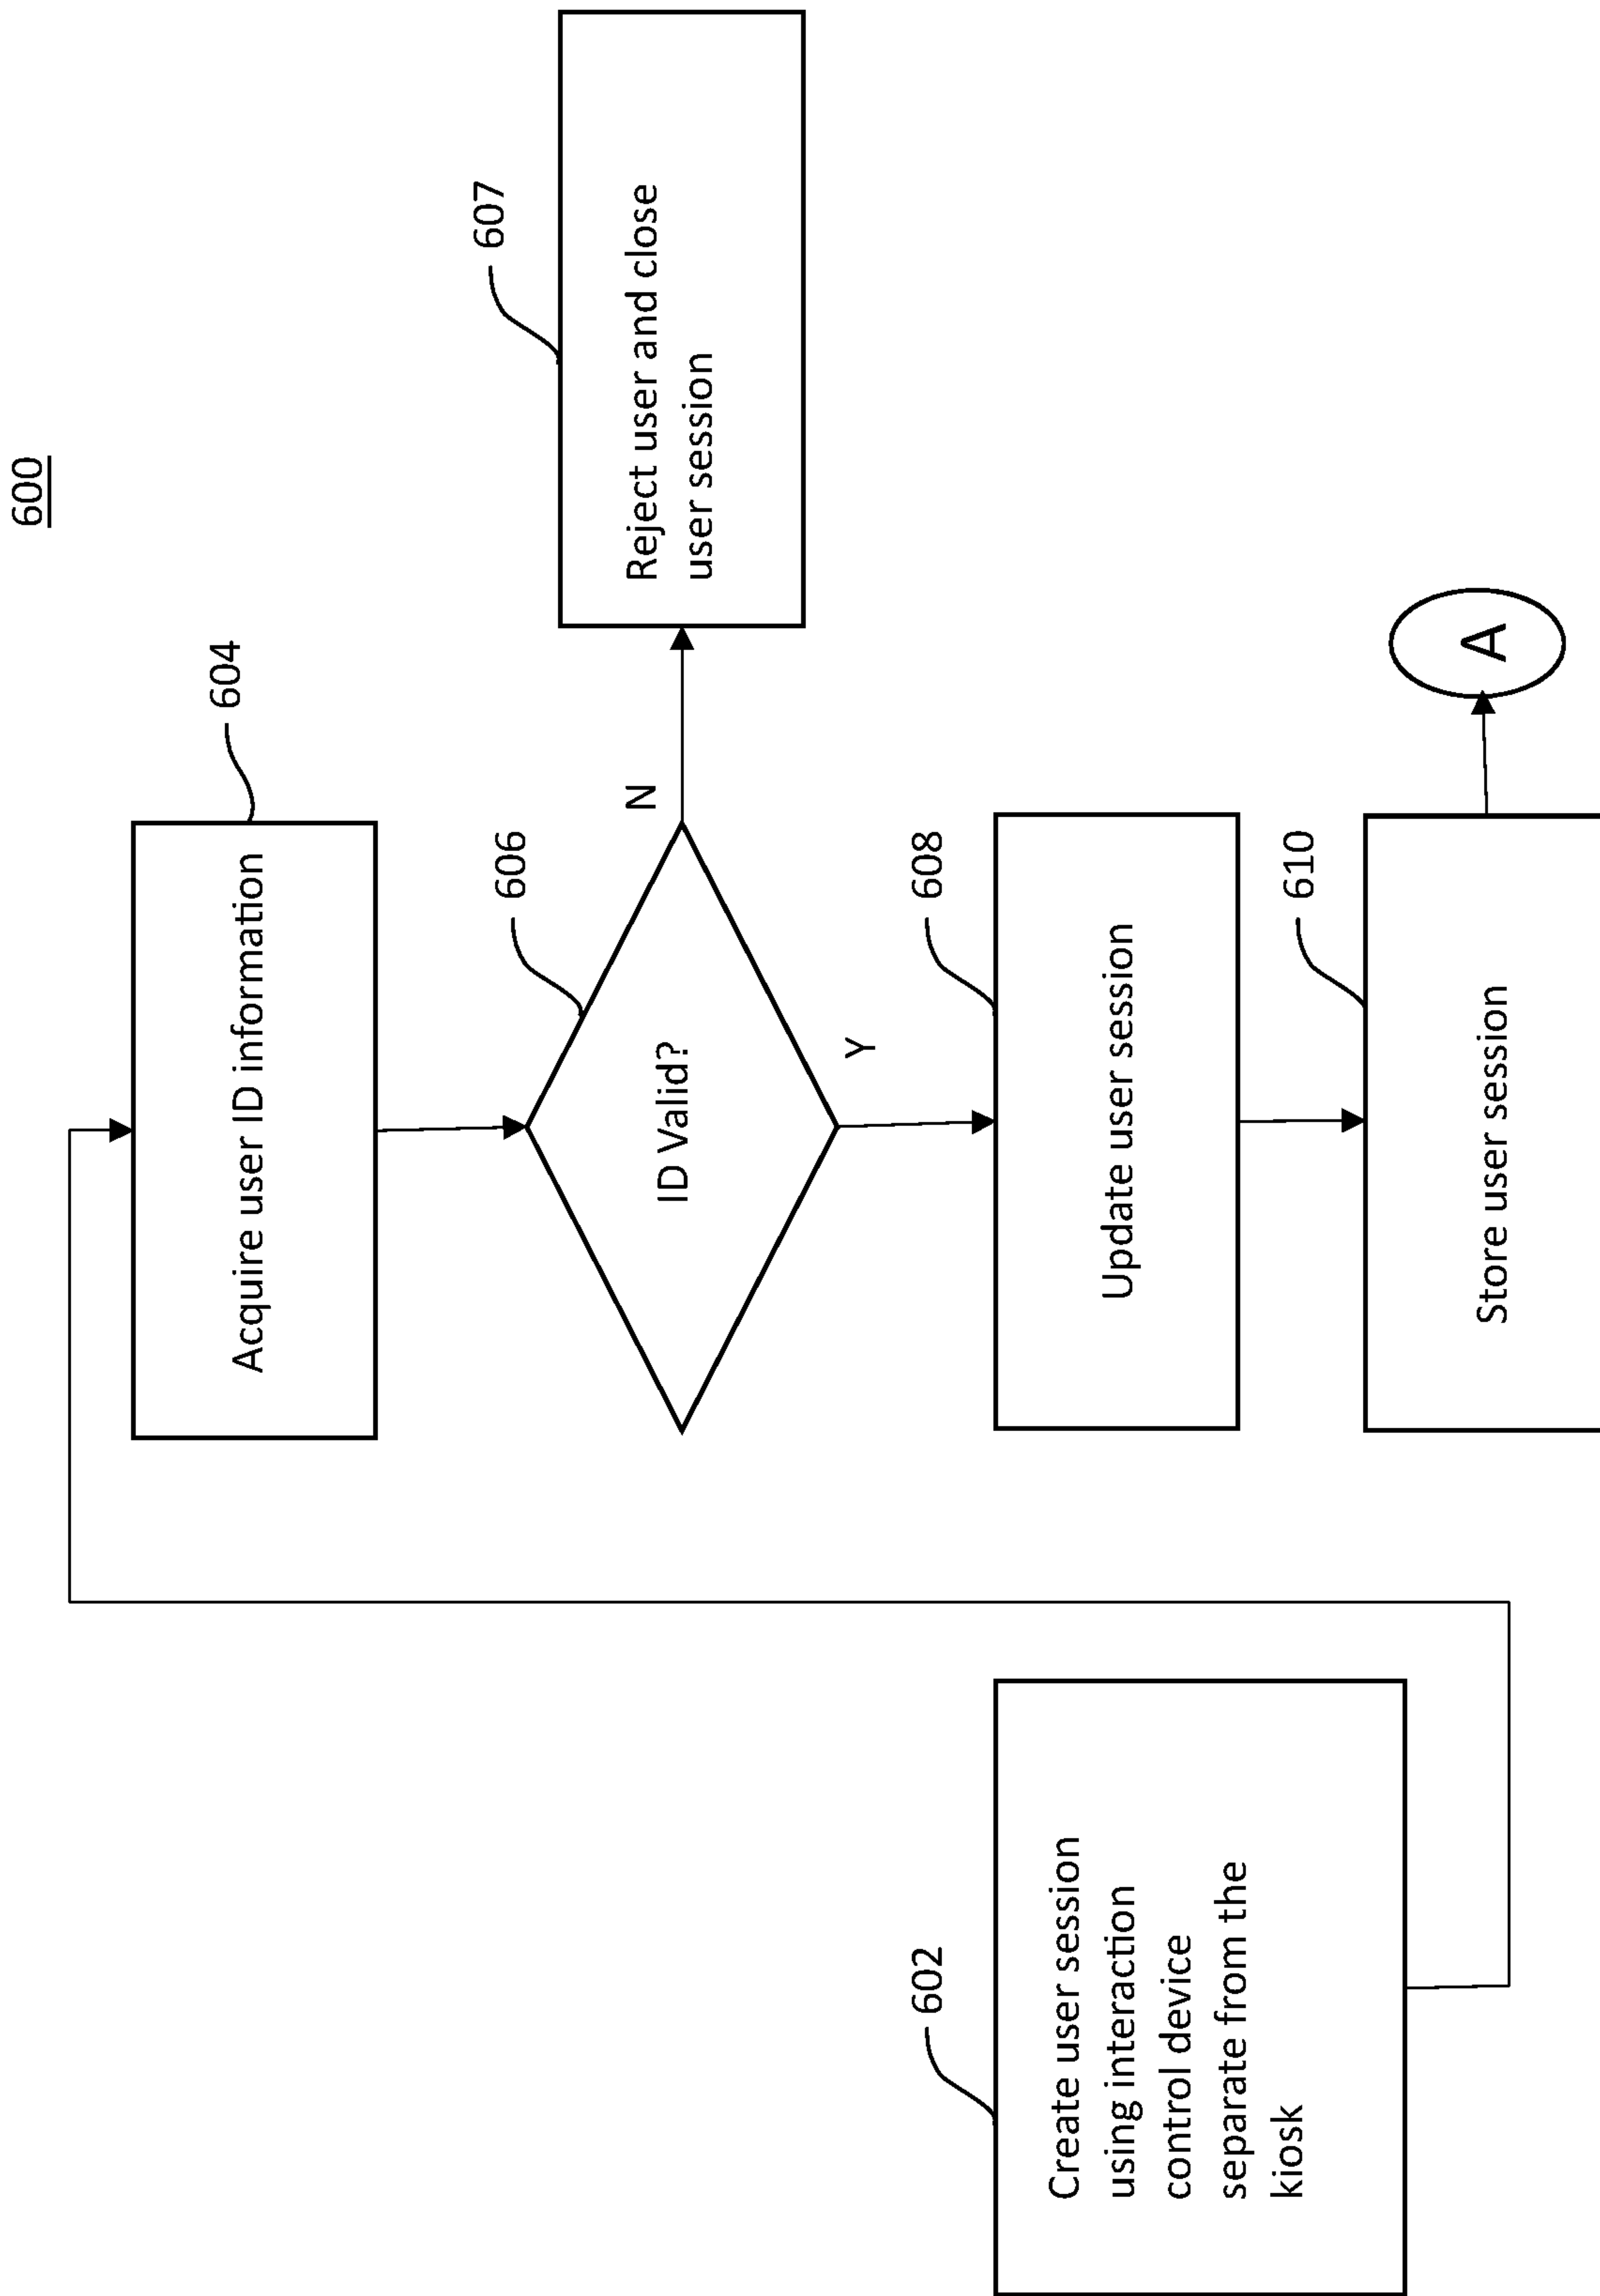 600
602
Create user session
using interaction
control device
separate from the
kiosk
604
Acquire user ID information
606
ID Valid?
N
607
Reject user and close
user session
Y
608
Update user session
610
Store user session
A